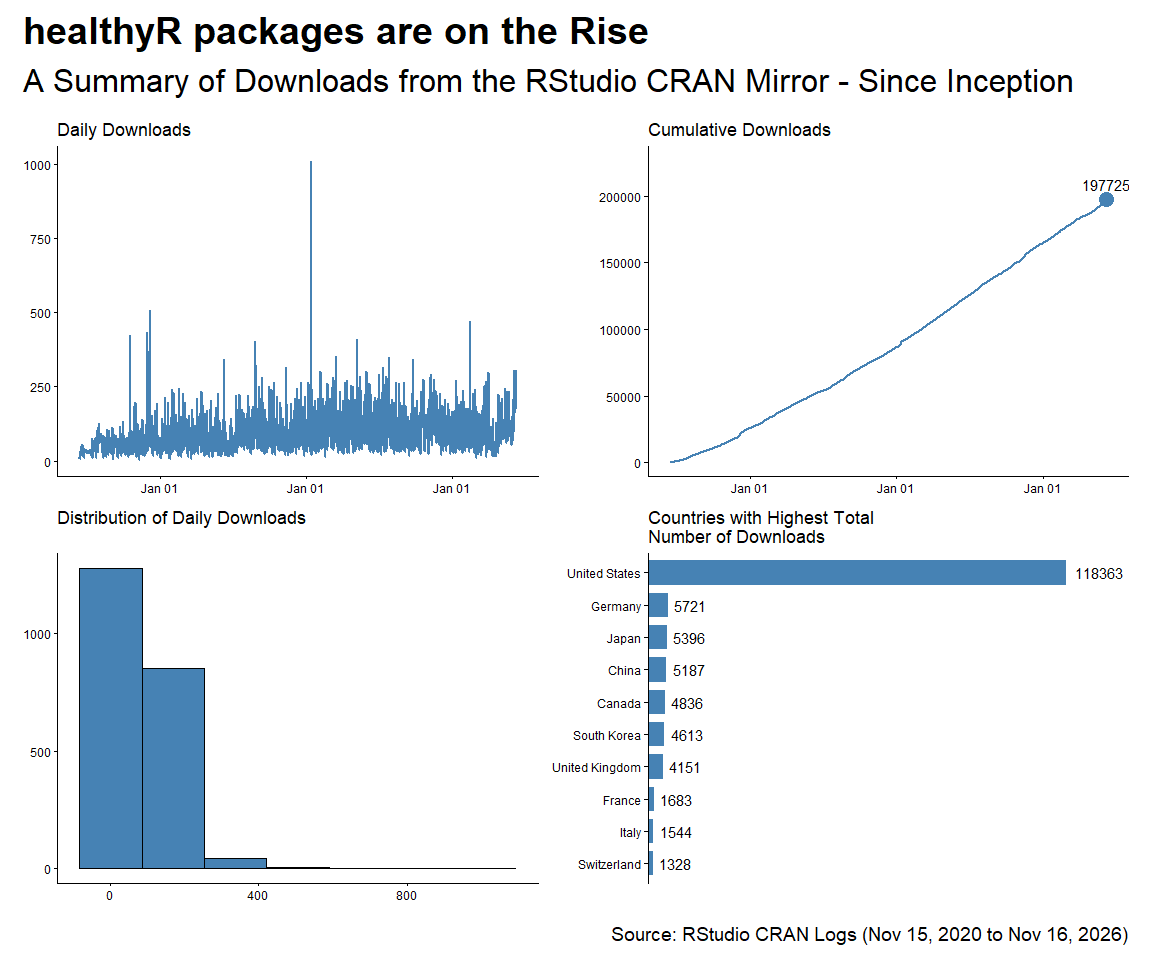 healthyR packages are on the Rise
A Summary of Downloads from the RStudio CRAN Mirror - Since Inception
Daily Downloads
1000
750
500
250
0
Jan 01
Jan 01
Jan 01
Cumulative Downloads
197725
200000
150000
100000
50000
0
Jan 01
Jan 01
Jan 01
Distribution of Daily Downloads
1000
500
0
0
400
800
Countries with Highest Total
Number of Downloads
United States 118363
Germany 5721
Japan 5396
China 5187
Canada 4836
South Korea 4613
United Kingdom 4151
France 1683
Italy 1544
Switzerland 1328
Source: RStudio CRAN Logs (Nov 15, 2020 to Nov 16, 2026)